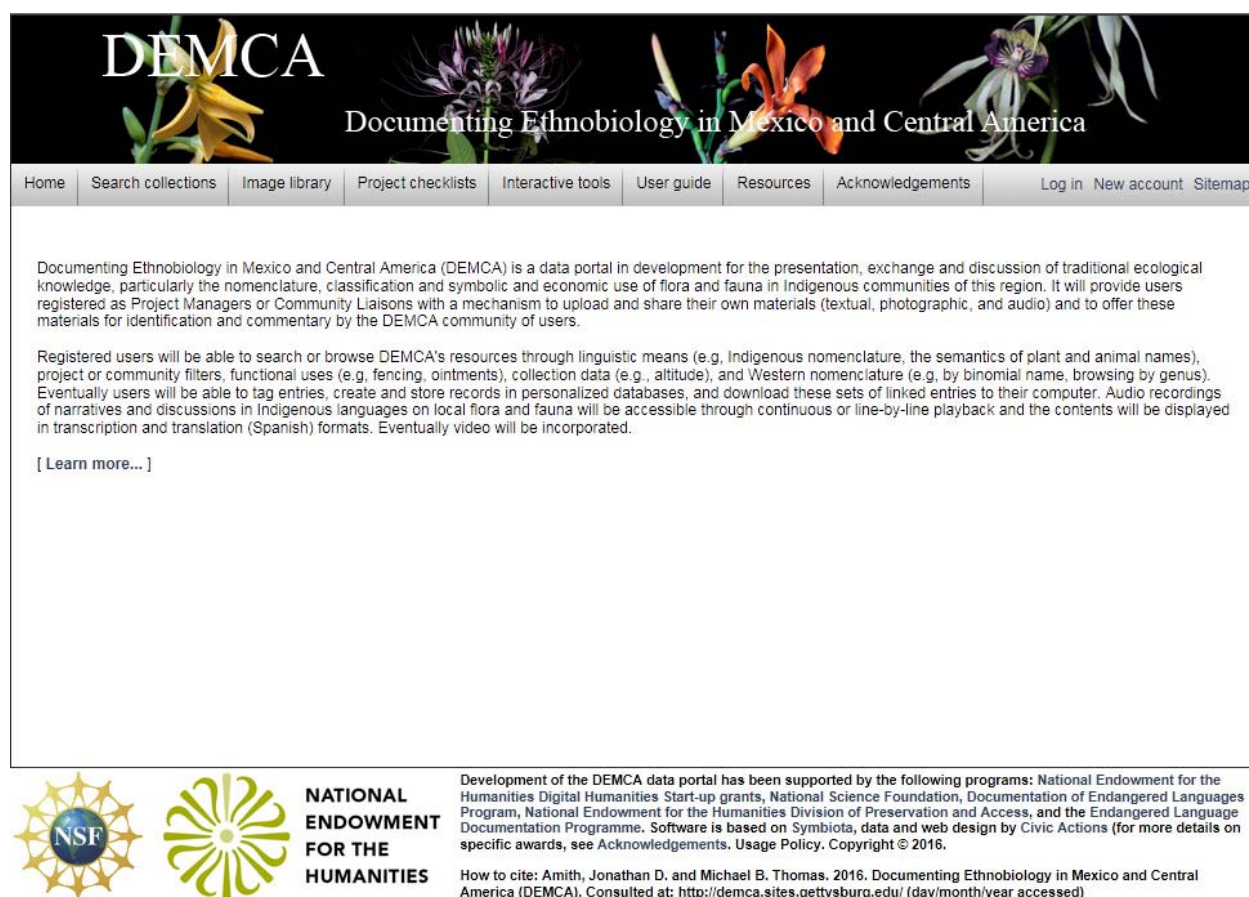 DEMCA
Documenting Ethnobiology in Mexico and Central America
Home Search collections Image library Project checklists Interactive tools User guide Resources Acknowledgements Log in New account Sitemap
Documenting Ethnobiology in Mexico and Central America (DEMCA) is a data portal in development for the presentation, exchange and discussion of traditional ecological
knowledge, particularly the nomenclature, classification and symbolic and economic use of flora and fauna in Indigenous communities of this region. It will provide users
registered as Project Managers or Community Liaisons with a mechanism to upload and share their own materials (textual, photographic, and audio) and to offer these
materials for identification and commentary by the DEMCA community of users.
Registered users will be able to search or browse DEMCA's resources through linguistic means (e.g, Indigenous nomenclature, the semantics of plant and animal names),
project or community filters, functional uses (e.g, fencing, ointments), collection data (e.g., altitude), and Western nomenclature (e.g, by binomial name, browsing by genus).
Eventually users will be able to tag entries, create and store records in personalized databases, and download these sets of linked entries to their computer. Audio recordings
of narratives and discussions in Indigenous languages on local flora and fauna will be accessible through continuous or line-by-line playback and the contents will be displayed
in transcription and translation (Spanish) formats. Eventually video will be incorporated.
[ Learn more... ]
NSF
NATIONAL
ENDOWMENT
FOR THE
HUMANITIES
Development of the DEMCA data portal has been supported by the following programs: National Endowment for the
Humanities Digital Humanities Start-up grants, National Science Foundation, Documentation of Endangered Languages
Program, National Endowment for the Humanities Division of Preservation and Access, and the Endangered Language
Documentation Programme. Software is based on Symbiota, data and web design by Civic Actions (for more details on
specific awards, see Acknowledgements. Usage Policy. Copyright © 2016.
How to cite: Amith, Jonathan D. and Michael B. Thomas. 2016. Documenting Ethnobiology in Mexico and Central
America (DEMCA). Consulted at: http://demca.sites.gettysburg.edu/ (day/month/year accessed)